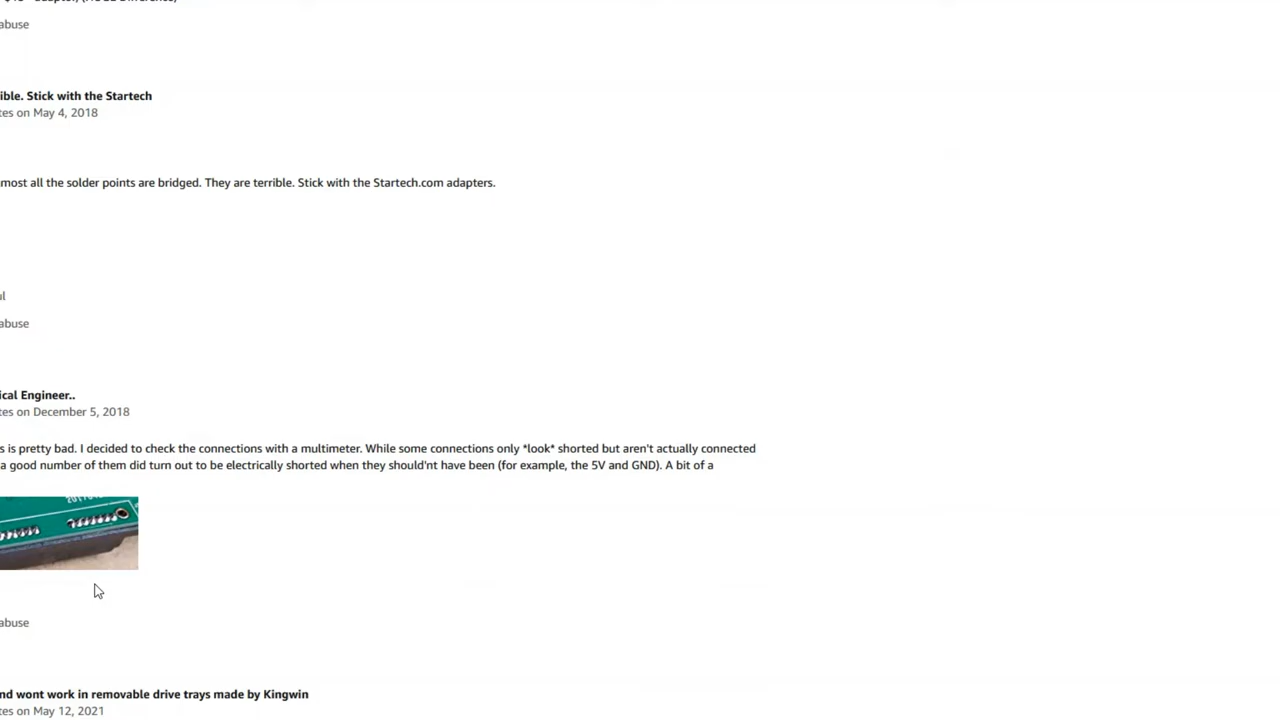 abuse
ible. Stick with the Startech
tes on May 4, 2018
most all the solder points are bridged. They are terrible. Stick with the Startech.com adapters.
ul
abuse
ical Engineer..
tes on December 5, 2018
s is pretty bad. I decided to check the connections with a multimeter. While some connections only *look* shorted but aren't actually connected
a good number of them did turn out to be electrically shorted when they should'nt have been (for example, the 5V and GND). A bit of a
abuse
nd wont work in removable drive trays made by Kingwin
tes on May 12, 2021